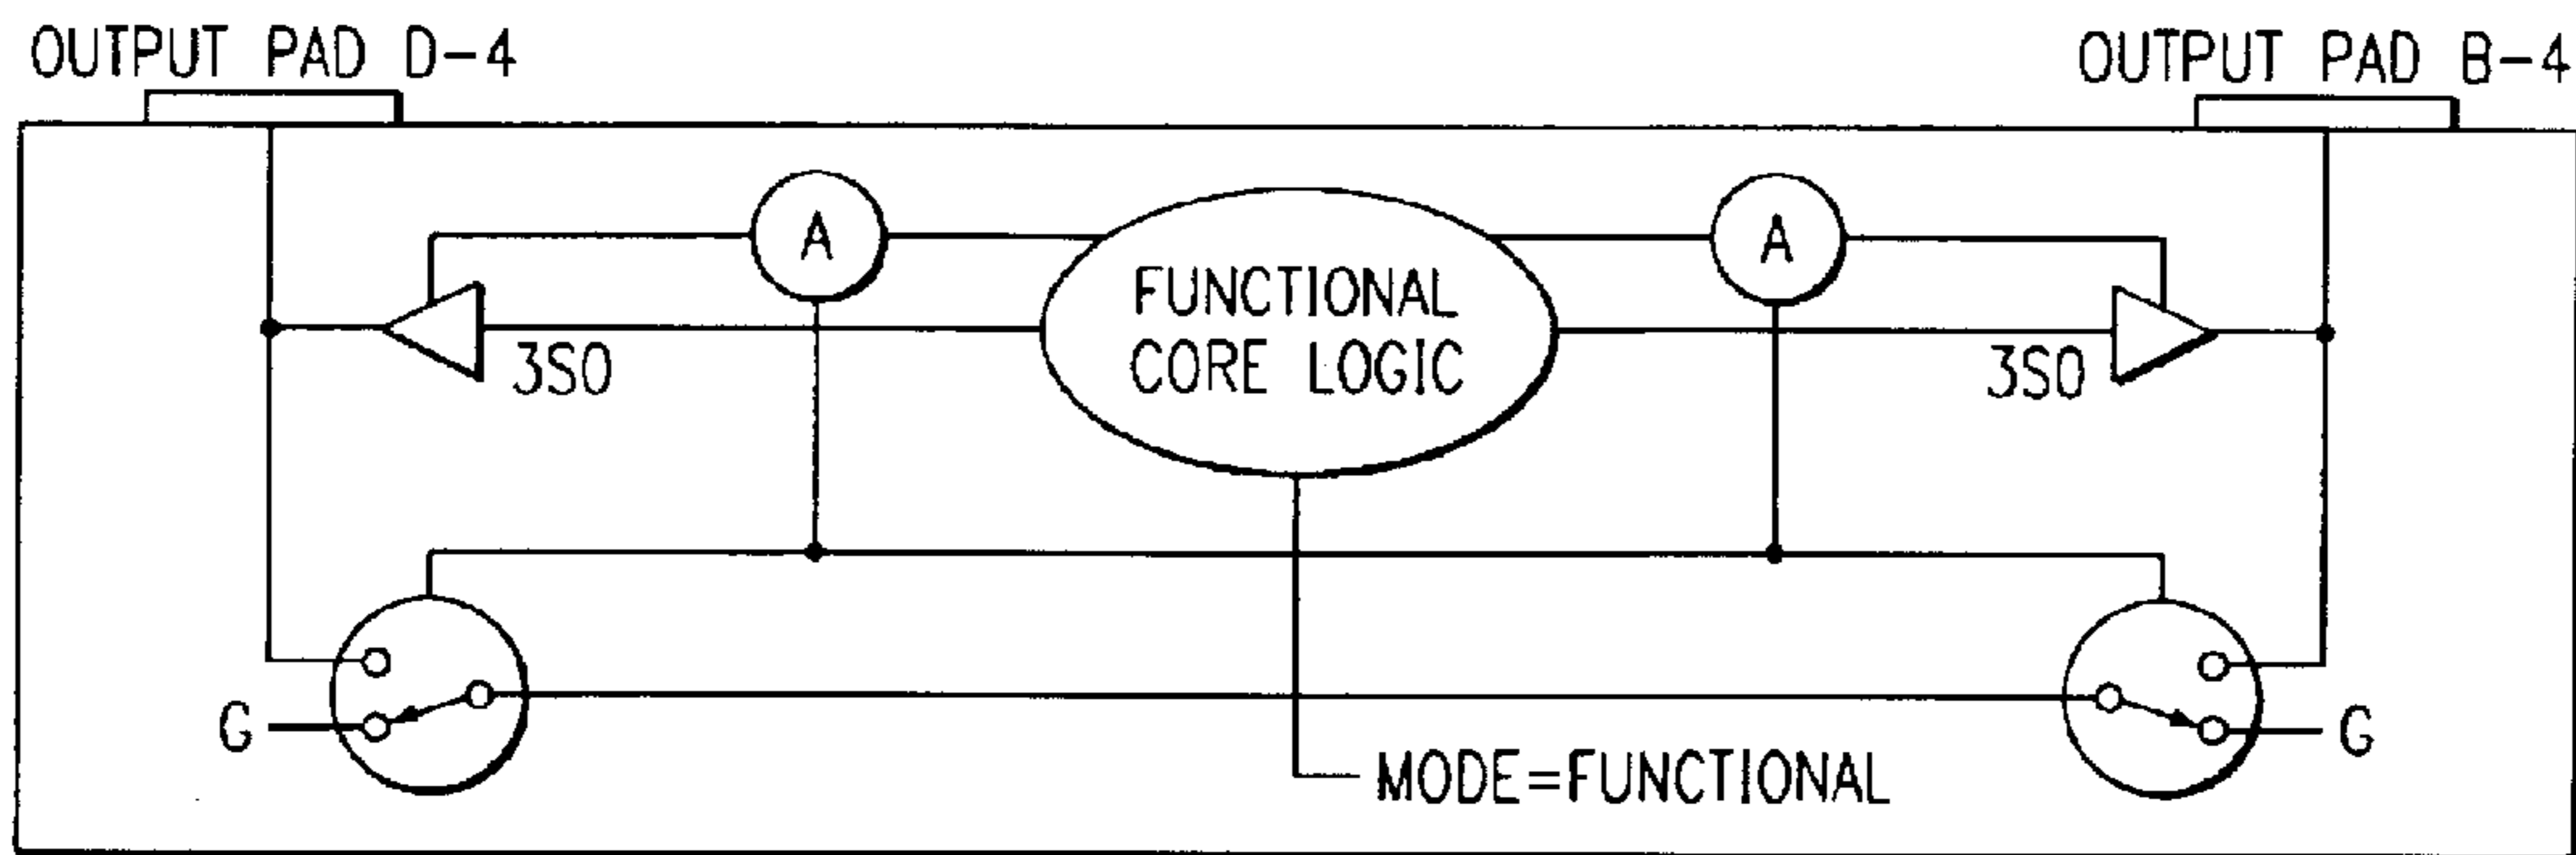 OUTPUT PAD D-4
OUTPUT PAD B-4
A
A
FUNCTIONAL
CORE LOGIC
3SO
3SO
G
G
MODE=FUNCTIONAL